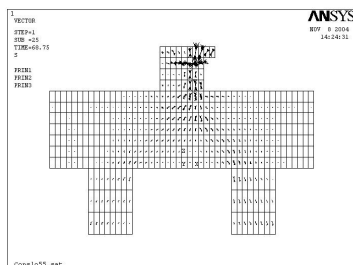 1
VECTOR
STEP=1
SUB =25
TIME=68.75
S
PRIN1
PRIN2
PRIN3
ANSYS
NOV 8 2004
14:24:31